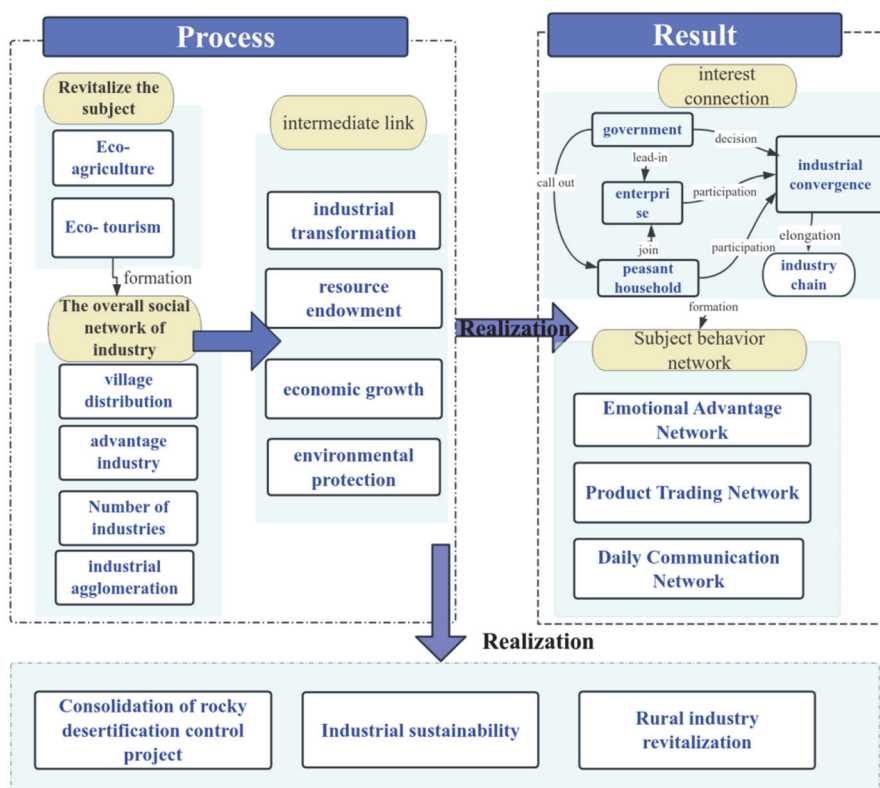 Process
Revitalize the
subject
Eco-
agriculture
Eco- tourism
formation
The overall social
network of
industry
village
distribution
advantage
industry
Number of
industries
industrial
agglomeration
intermediate link
industrial
transformation
resource
endowment
economic growth
environmental
protection
Realization
Result
interest
connection
government
decision
lead-in
call out
enterpri
se
participation
industrial
convergence
join
participation
elongation
peasant
household
industry
chain
formation
Subject behavior
network
Emotional Advantage
Network
Product Trading Network
Daily Communication
Network
Realization
Consolidation of rocky
desertification control
project
Industrial sustainability
Rural industry
revitalization